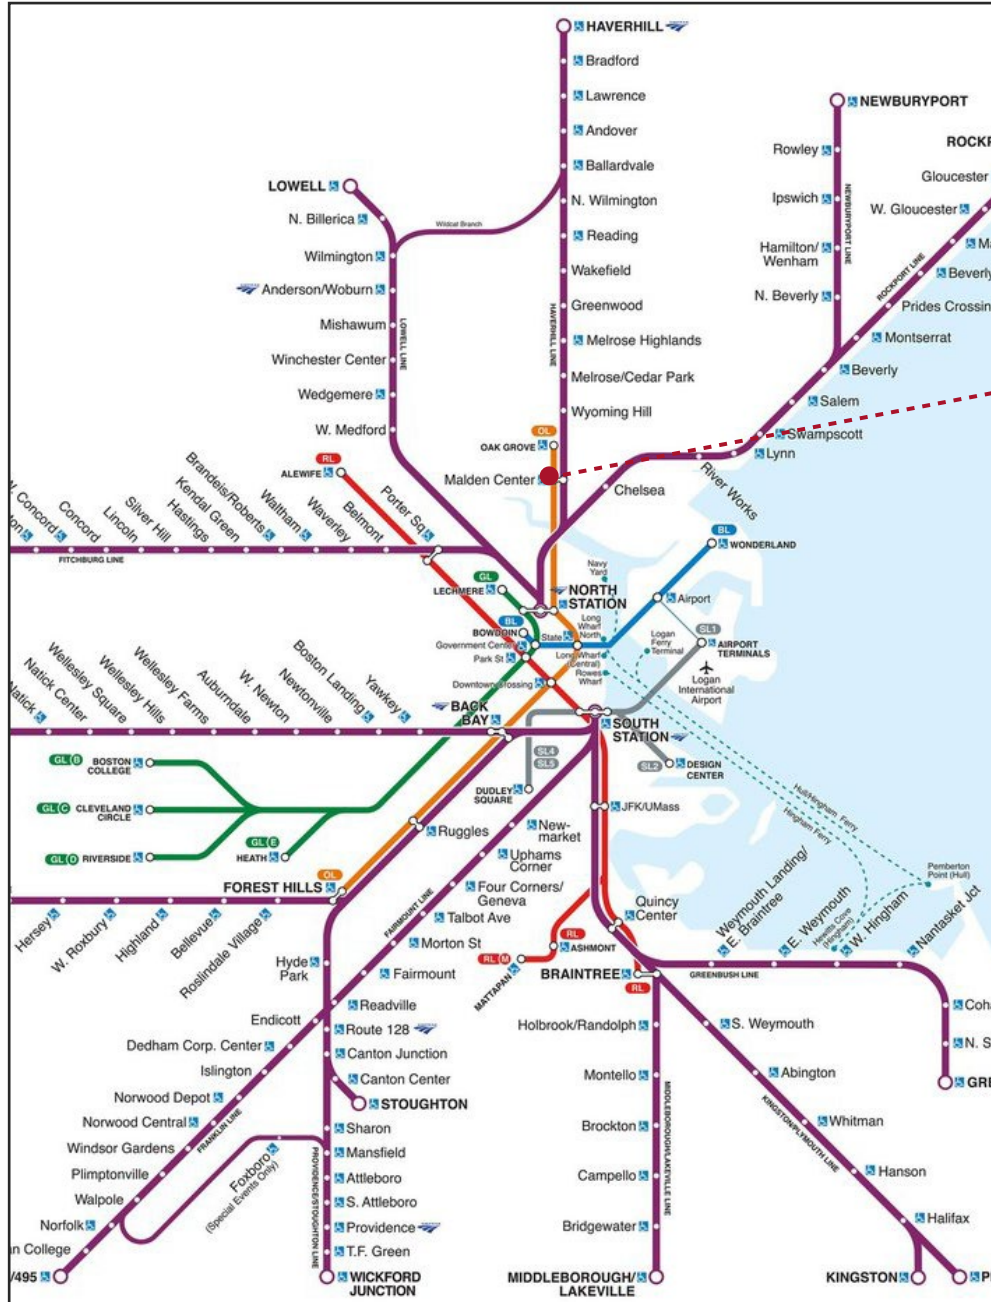 HAVERHILL
Bradford
Lawrence
Andover
Ballardvale
N. Wilmington
Reading
Wakefield
Greenwood
Melrose Highlands
Melrose/Cedar Park
Wyoming Hill
HAVERHILL LINE
NEWBURYPORT
Rowley
Ipswich
Hamilton/
Wenham
N. Beverly
NEWBURYPORT LINE
Gloucester
W. Gloucester
ROCKPORT LINE
Beverly
Prides Crossin
Montserrat
Beverly
Salem
Swampscott
Lynn
River Works
Chelsea
LOWELL
N. Billerica
Wildcat Branch
Wilmington
Anderson/Woburn
Mishawum
Winchester Center
Wedgemere
W. Medford
LOWELL LINE
OL
OAK GROVE
Malden Center
RL
ALEWIFE
Porter Sq
Belmont
Waverley
Waltham
Brandeis/Roberts
Kendal Green
Hastings
Silver Hill
Lincoln
Concord
W. Concord
FITCHBURG LINE
BL
WONDERLAND
Airport
GL
LECHMERE
NORTH
STATION
BL
BOWDOIN
Government Center
State
Park St
Downtown Crossing
Navy
Yard
Long
Wharf
North
Long Wharf
(Central)
Rowes
Wharf
Logan
Ferry
Terminal
SL1
AIRPORT
TERMINALS
Logan
International
Airport
BACK
BAY
SOUTH
STATION
SL4
SL5
DUDLEY
SQUARE
SL2
DESIGN
CENTER
Yawkey
Boston Landing
Newtonville
W. Newton
Auburndale
Wellesley Farms
Wellesley Hills
Wellesley Square
Natick Center
GL B
BOSTON
COLLEGE
GL C
CLEVELAND
CIRCLE
GL D
RIVERSIDE
GL E
HEATH
JFK/UMass
Ruggles
New-
market
Uphams
Corner
Four Corners/
Geneva
Talbot Ave
Morton St
Fairmount
FAIRMOUNT LINE
Readville
OL
FOREST HILLS
Hersey
W. Roxbury
Highland
Bellevue
Roslindale Village
Hyde
Park
Quincy
Center
RL
ASHMONT
RL M
MATTAPAN
BRAINTREE
RL
Hull/Hingham Ferry
Hingham Ferry
Pemberton
Point (Hull)
Hewitts Cove
(Hingham)
Weymouth Landing/
E. Braintree
E. Weymouth
W. Hingham
Nantasket Jct
GREENBUSH LINE
Endicott
Route 128
Dedham Corp. Center
Canton Junction
Islington
Canton Center
Norwood Depot
STOUGHTON
Norwood Central
Sharon
Windsor Gardens
Mansfield
Plimptonville
Attleboro
Walpole
S. Attleboro
Norfolk
Providence
T.F. Green
FRANKLIN LINE
Foxboro
(Special Events Only)
PROVIDENCE/STOUGHTON LINE
WICKFORD
JUNCTION
/495
Holbrook/Randolph
Montello
Brockton
Campello
Bridgewater
MIDDLEBOROUGH/LAKEVILLE LINE
MIDDLEBOROUGH/
LAKEVILLE
S. Weymouth
Abington
Whitman
Hanson
Halifax
KINGSTON/PLYMOUTH LINE
KINGSTON